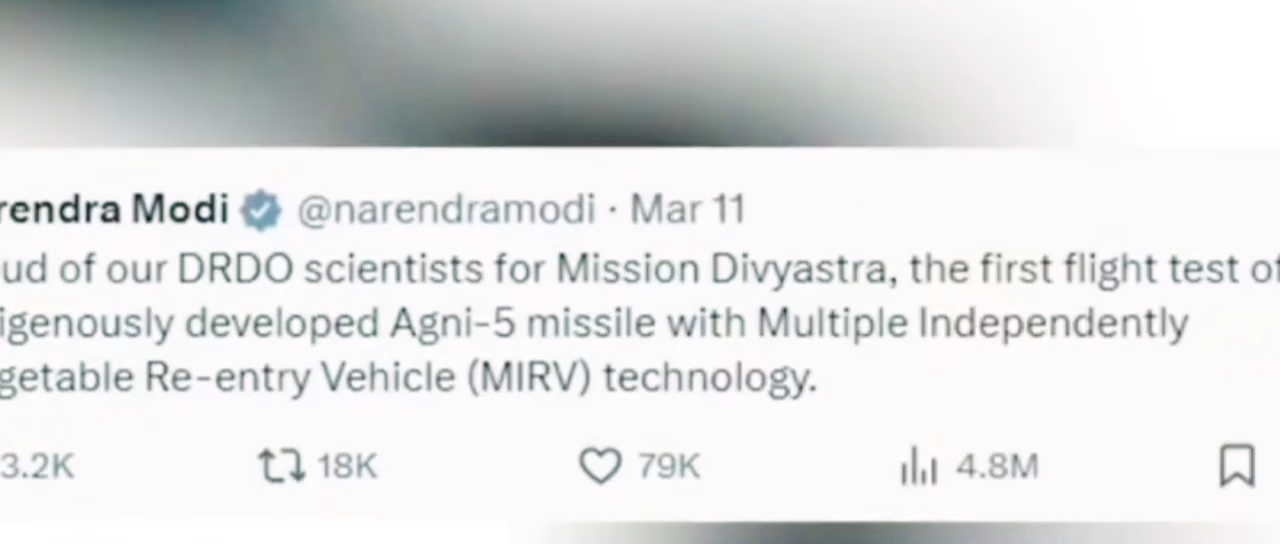 rendra Modi @narendramodi · Mar 11
ud of our DRDO scientists for Mission Divyastra, the first flight test of
igenously developed Agni-5 missile with Multiple Independently
getable Re-entry Vehicle (MIRV) technology.
3.2K 18K 79K 4.8M